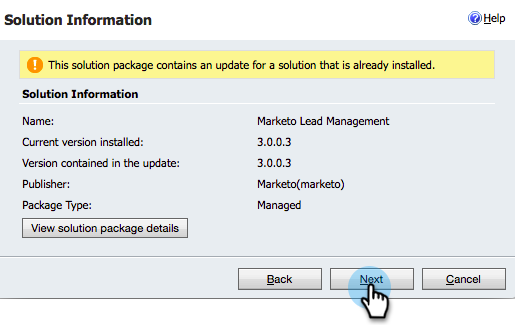 Solution Information
Help
This solution package contains an update for a solution that is already installed.
Solution Information
Name: Marketo Lead Management
Current version installed: 3.0.0.3
Version contained in the update: 3.0.0.3
Publisher: Marketo(marketo)
Package Type: Managed
View solution package details
Back Next Cancel